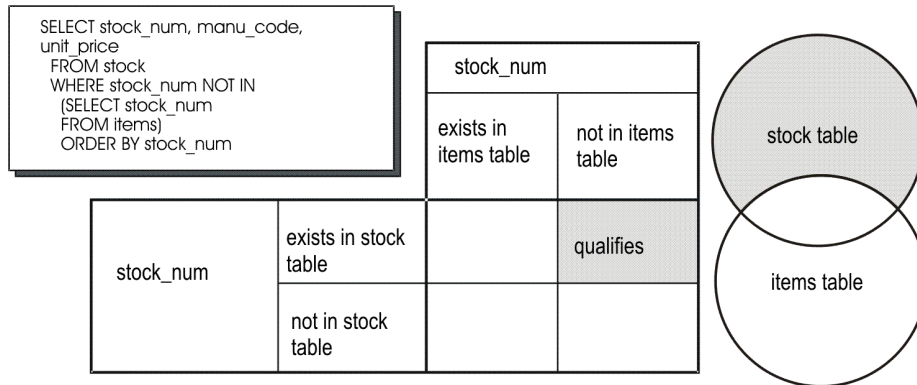 SELECT stock_num, manu_code,
unit_price
FROM stock
WHERE stock_num NOT IN
(SELECT stock_num
FROM items)
ORDER BY stock_num
stock_num
exists in
items table
not in items
table
stock_num
exists in stock
table
qualifies
not in stock
table
stock table
items table